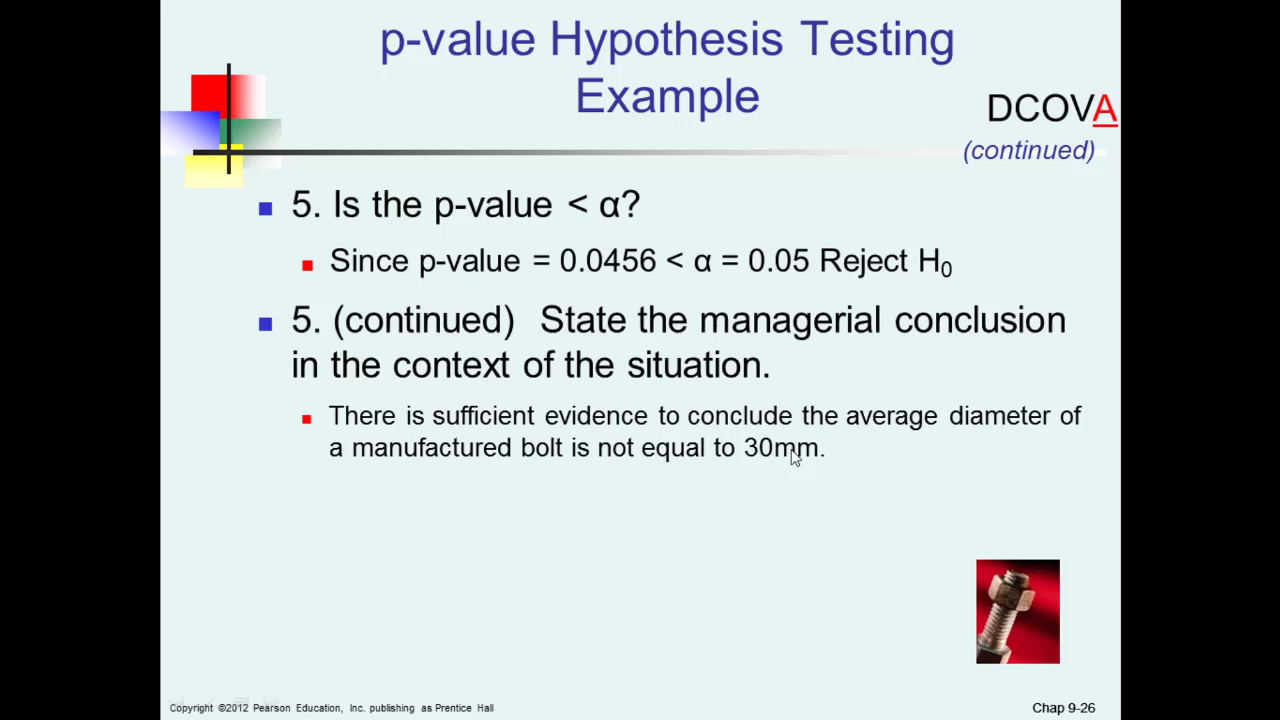 p-value Hypothesis Testing
Example
DCOVA
(continued)
5. Is the p-value < α?
Since p-value = 0.0456 < α = 0.05 Reject H₀
5. (continued) State the managerial conclusion
in the context of the situation.
There is sufficient evidence to conclude the average diameter of
a manufactured bolt is not equal to 30mm.
Copyright ©2012 Pearson Education, Inc. publishing as Prentice Hall
Chap 9-26